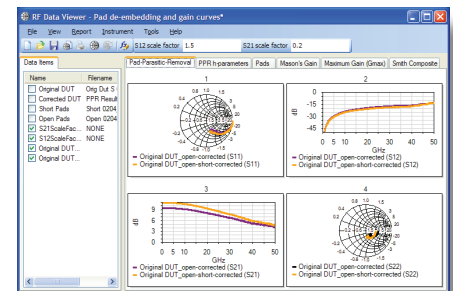 RF Data Viewer - Pad de-embedding and gain curves*
File View Report Instrument Tools Help
S12 scale factor 1.5 S21 scale factor 0.2
Data Items
Name Filename
Original DUT Orig Dut S
Corrected DUT PPR Result
Short Pads Short 0204
Open Pads Open 0204
S21ScaleFac... NONE
S12ScaleFac... NONE
Original DUT...
Original DUT...
Pad-Parasitic-Removal PPR h-parameters Pads Mason's Gain Maximum Gain (Gmax) Smith Composite
1
Original DUT_open-corrected (S11)
Original DUT_open-short-corrected (S11)
2
dB
0
-15
-30
-45
0 5 10 20 30 40 50
GHz
Original DUT_open-corrected (S12)
Original DUT_open-short-corrected (S12)
3
dB
9
6
3
0
0 5 10 20 30 40 50
GHz
Original DUT_open-corrected (S21)
Original DUT_open-short-corrected (S21)
4
Original DUT_open-corrected (S22)
Original DUT_open-short-corrected (S22)